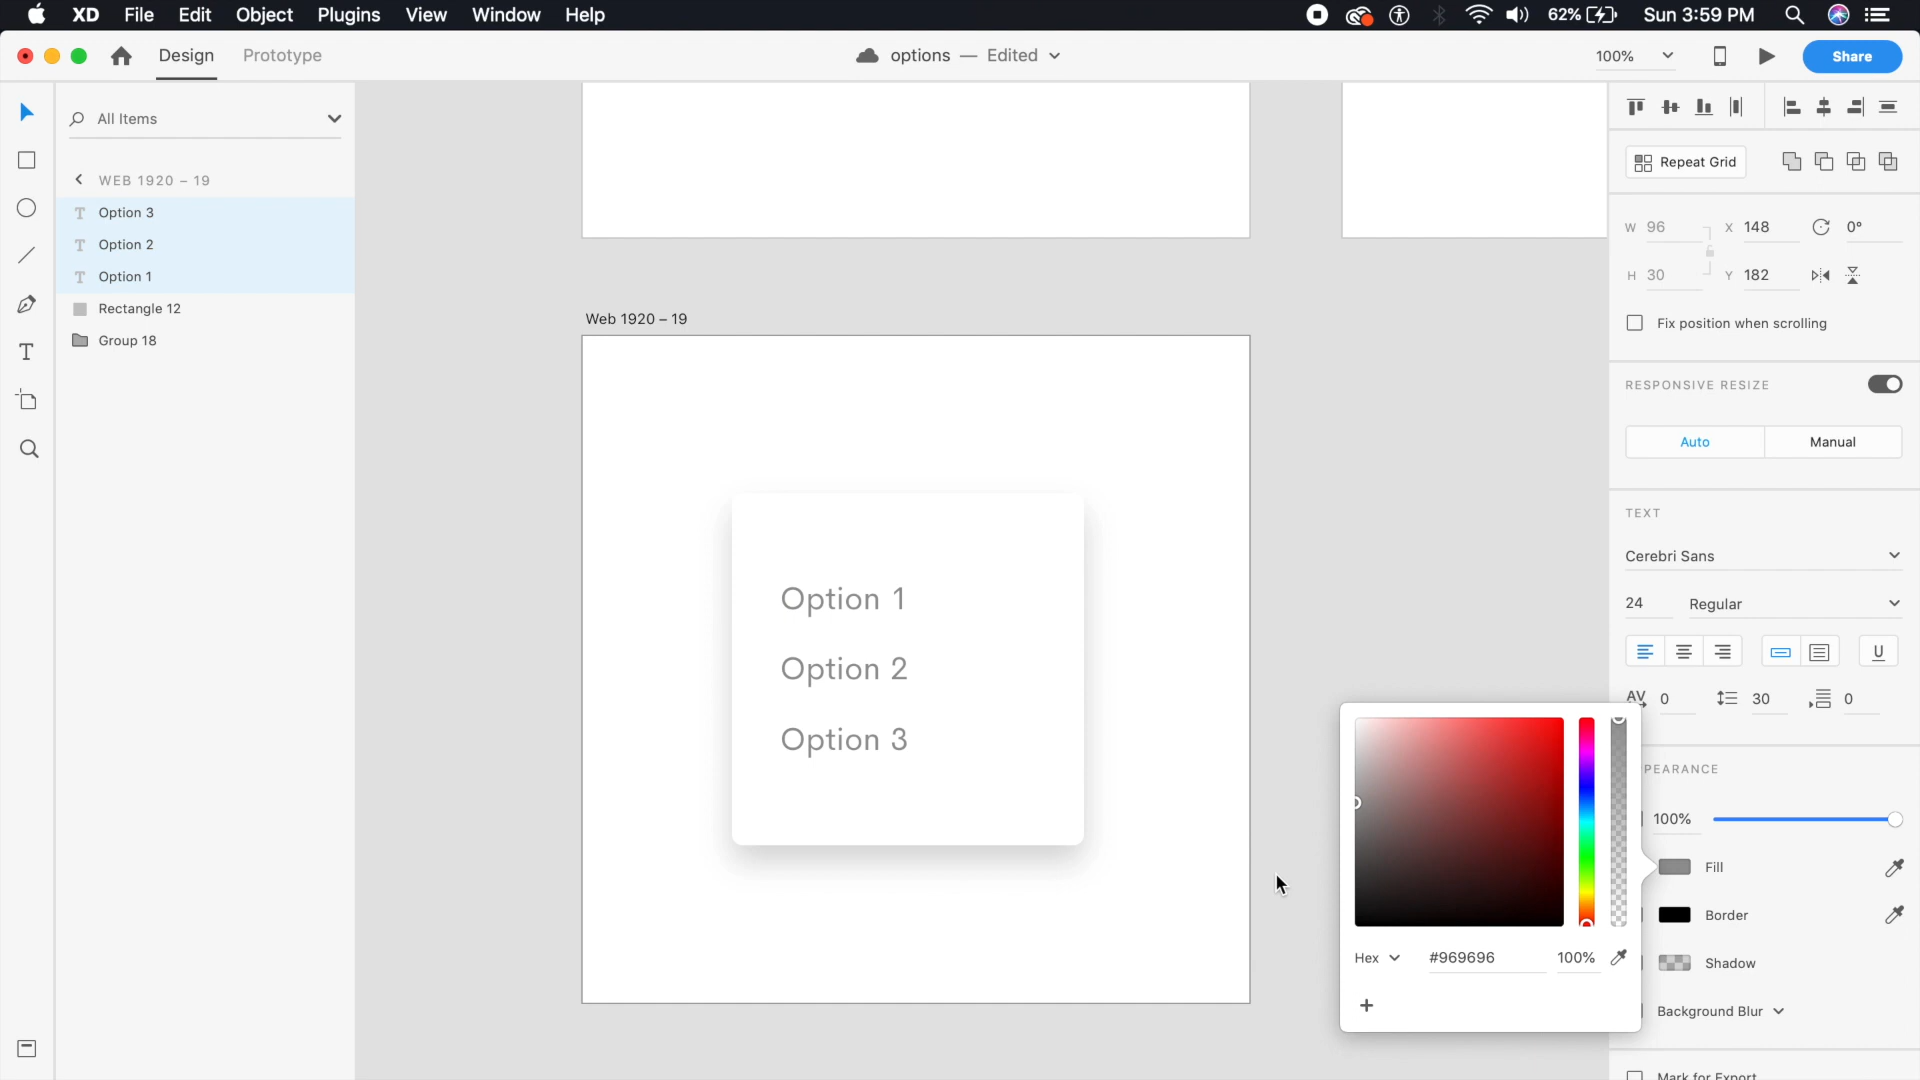 XD File Edit Object Plugins View Window Help 62% Sun 3:59 PM
Design Prototype options — Edited 100% Share
All Items
WEB 1920 – 19
Option 3
Option 2
Option 1
Rectangle 12
Group 18
Web 1920 – 19
Option 1
Option 2
Option 3
Repeat Grid
W 96 X 148 0°
H 30 Y 182
Fix position when scrolling
RESPONSIVE RESIZE
Auto Manual
TEXT
Cerebri Sans
24 Regular
U
AV 0 30 0
PEARANCE
100%
Fill
Border
Shadow
Background Blur
Mark for Export
Hex #969696 100%